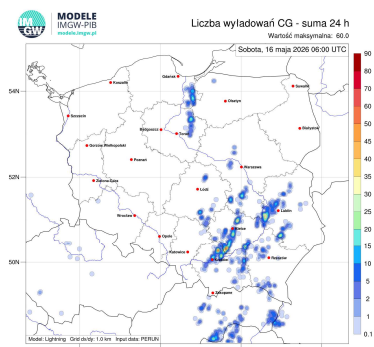 MODELE
IMGW-PIB
modele.imgw.pl
IM
GW
Liczba wyladowań CG - suma 24 h
Wartość maksymalna: 60.0
Sobota, 16 maja 2026 06:00 UTC
54N
52N
50N
Koszalin
Gdańsk
Suwałki
Szczecin
Olsztyn
Bydgoszcz
Toruń
Białystok
Gorzów Wielkopolski
Poznań
Warszawa
Zielona Góra
Łódź
Wrocław
Lublin
Kielce
Opole
Katowice
Rzeszów
Zakopane
Model: Lightning Grid dx/dy: 1.0 km Input data: PERUN
90
80
70
60
50
45
40
35
30
25
20
15
10
5
2
1
0.1